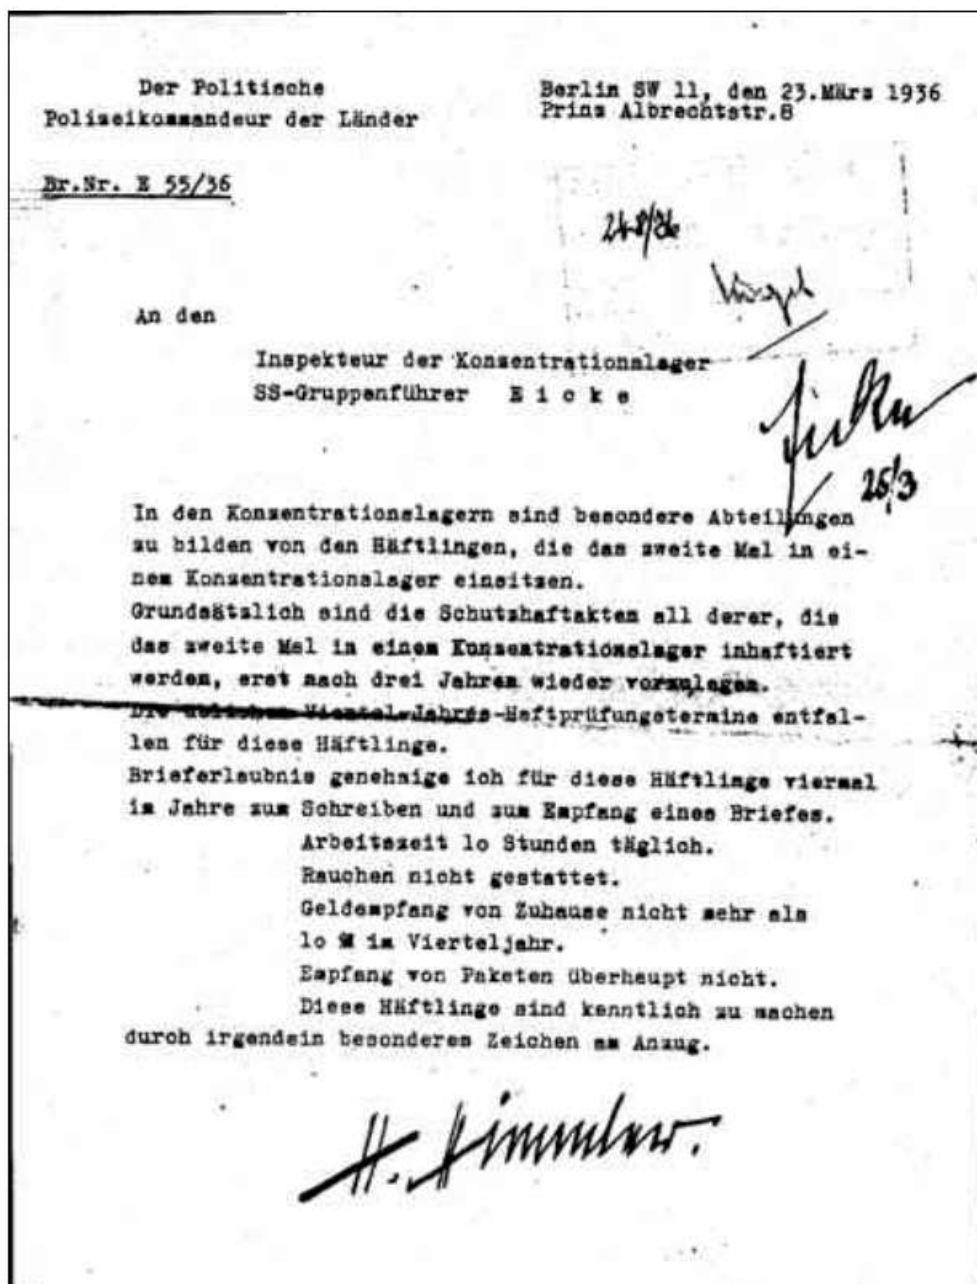 Der Politische
Polizeikommandeur der Länder
Berlin SW 11, den 23.März 1936
Prinz Albrechtstr.8
Br.Nr. E 55/36
An den
Inspekteur der Konzentrationslager
SS-Gruppenführer E i c k e
Eicke
25/3
In den Konzentrationslagern sind besondere Abteilungen
zu bilden von den Häftlingen, die das zweite Mal in ei-
nem Konzentrationslager einsitzen.
Grundsätzlich sind die Schutzhaftakten all derer, die
das zweite Mal in einem Konzentrationslager inhaftiert
werden, erst nach drei Jahren wieder vorzulegen.
Die üblichen Viertel-Jahres-Haftprüfungstermine entfal-
len für diese Häftlinge.
Brieferlaubnis genehmige ich für diese Häftlinge viermal
im Jahre zum Schreiben und zum Empfang eines Briefes.
Arbeitszeit lo Stunden täglich.
Rauchen nicht gestattet.
Geldempfang von Zuhause nicht mehr als
lo M im Vierteljahr.
Empfang von Paketen überhaupt nicht.
Diese Häftlinge sind kenntlich zu machen
durch irgendein besonderes Zeichen am Anzug.
H. Himmler.